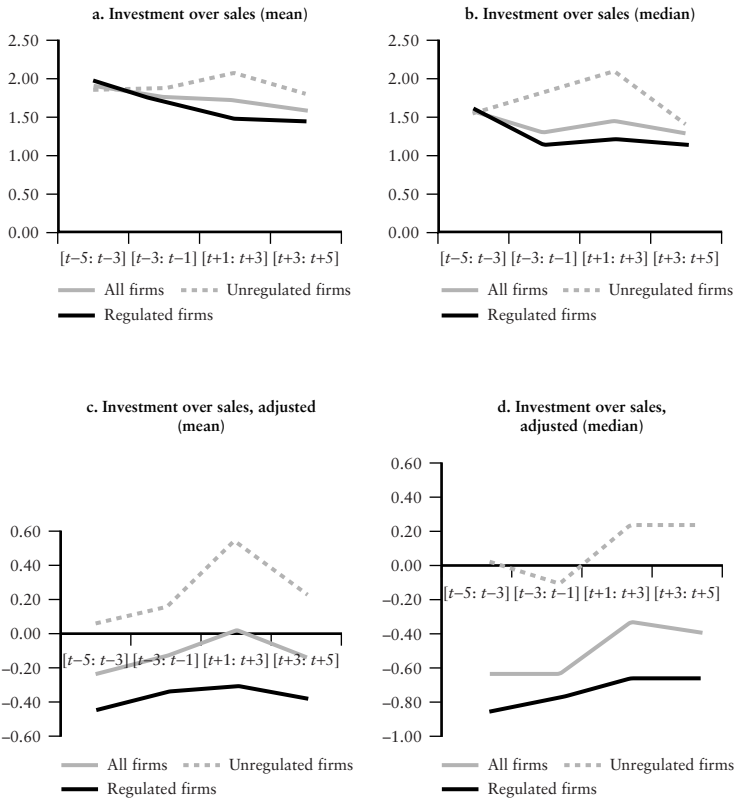 a. Investment over sales (mean)
2.50
2.00
1.50
1.00
0.50
0.00
[t−5: t−3] [t−3: t−1] [t+1: t+3] [t+3: t+5]
All firms Unregulated firms
Regulated firms
b. Investment over sales (median)
2.50
2.00
1.50
1.00
0.50
0.00
[t−5: t−3] [t−3: t−1] [t+1: t+3] [t+3: t+5]
All firms Unregulated firms
Regulated firms
c. Investment over sales, adjusted
(mean)
0.60
0.40
0.20
0.00
−0.20
−0.40
−0.60
[t−5: t−3] [t−3: t−1] [t+1: t+3] [t+3: t+5]
All firms Unregulated firms
Regulated firms
d. Investment over sales,
adjusted (median)
0.60
0.40
0.20
0.00
−0.20
−0.40
−0.60
−0.80
−1.00
[t−5: t−3] [t−3: t−1] [t+1: t+3] [t+3: t+5]
All firms Unregulated firms
Regulated firms